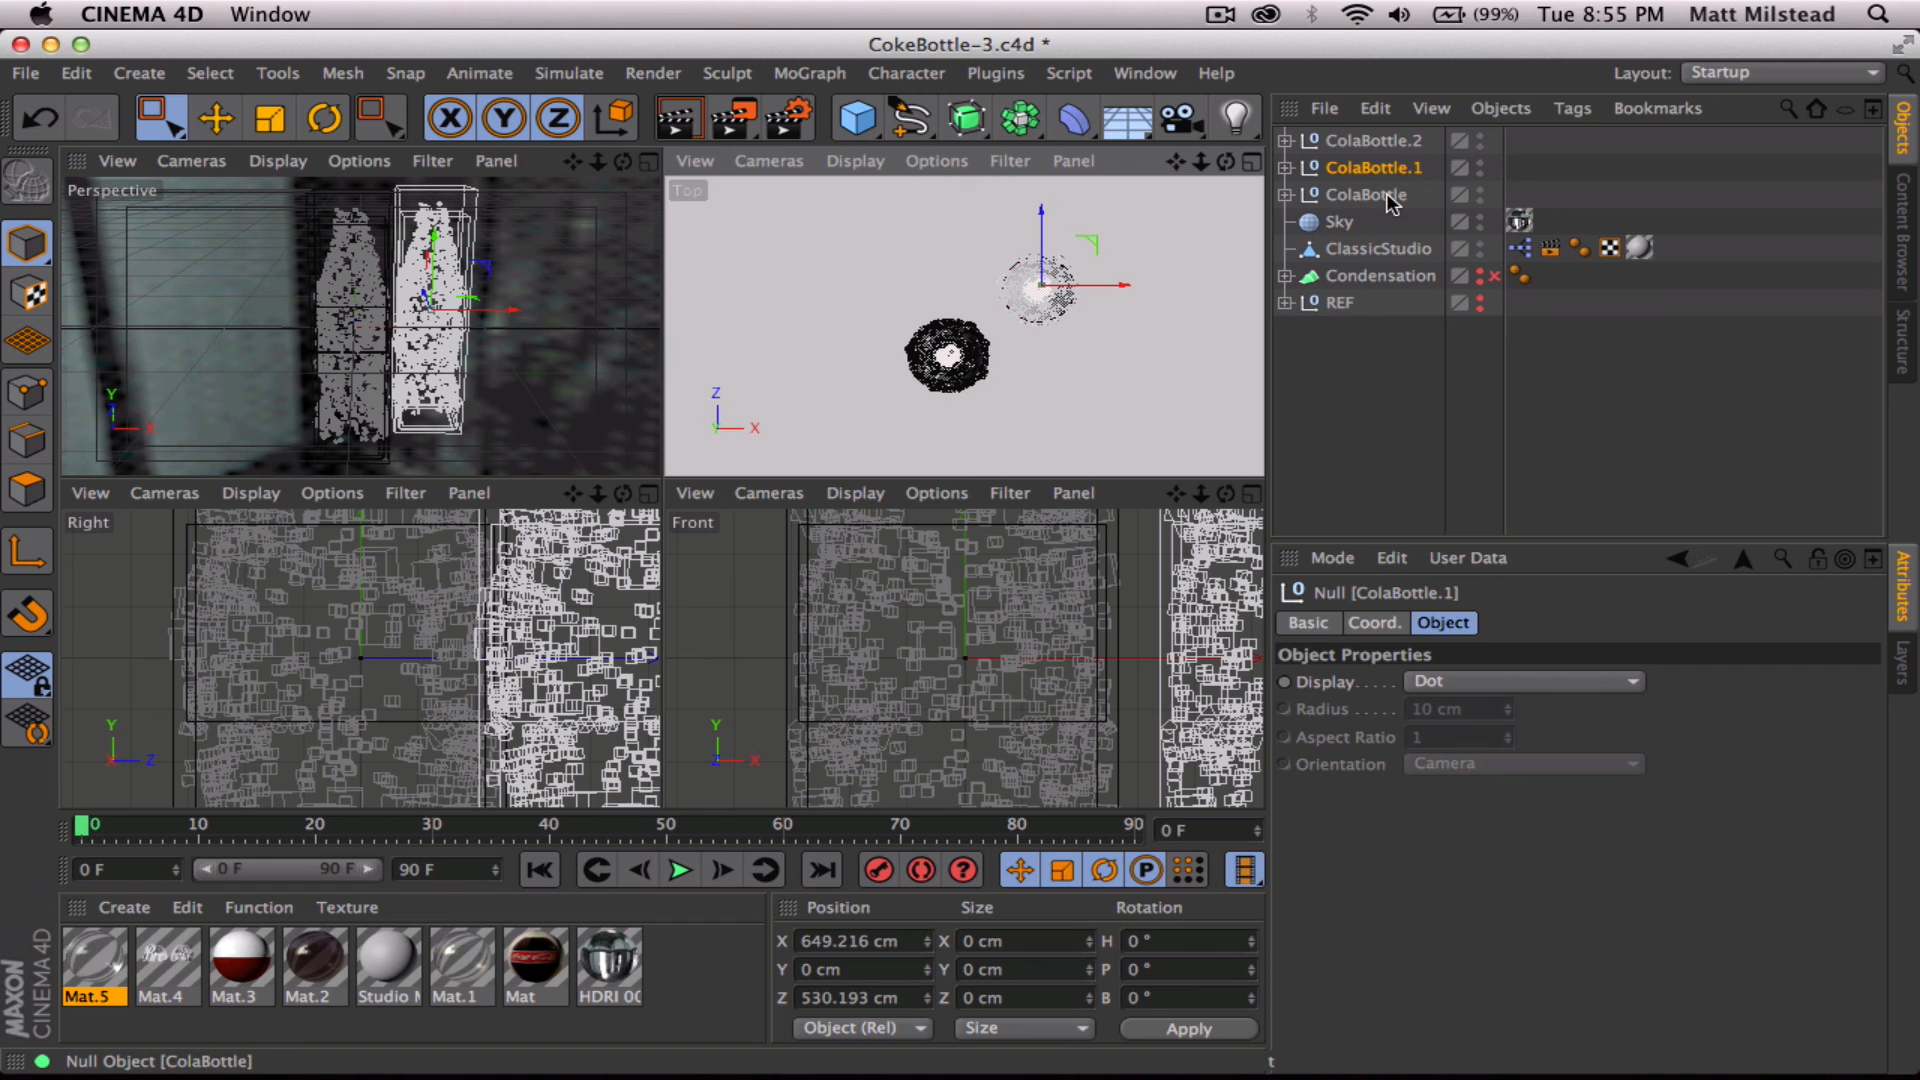 CINEMA 4D Window (99%) Tue 8:55 PM Matt Milstead
CokeBottle-3.c4d *
File Edit Create Select Tools Mesh Snap Animate Simulate Render Sculpt MoGraph Character Plugins Script Window Help Layout: Startup
X Y Z
File Edit View Objects Tags Bookmarks
ColaBottle.2
ColaBottle.1
ColaBottle
Sky
ClassicStudio
Condensation
REF
Objects
Content Browser
Structure
View Cameras Display Options Filter Panel
Perspective
Y
X
View Cameras Display Options Filter Panel
Top
Z
Y X
View Cameras Display Options Filter Panel
Right
Y
X Z
View Cameras Display Options Filter Panel
Front
Y
Z X
Mode Edit User Data
Null [ColaBottle.1]
Basic Coord. Object
Object Properties
Display . . . . . Dot
Radius . . . . . 10 cm
Aspect Ratio 1
Orientation Camera
Attributes
Layers
0 10 20 30 40 50 60 70 80 90 0 F
0 F 0 F 90 F 90 F
P
Create Edit Function Texture
Mat.5 Mat.4 Mat.3 Mat.2 Studio M Mat.1 Mat HDRI 00
Position Size Rotation
X 649.216 cm X 0 cm H 0 °
Y 0 cm Y 0 cm P 0 °
Z 530.193 cm Z 0 cm B 0 °
Object (Rel) Size Apply
MAXON
CINEMA 4D
Null Object [ColaBottle]